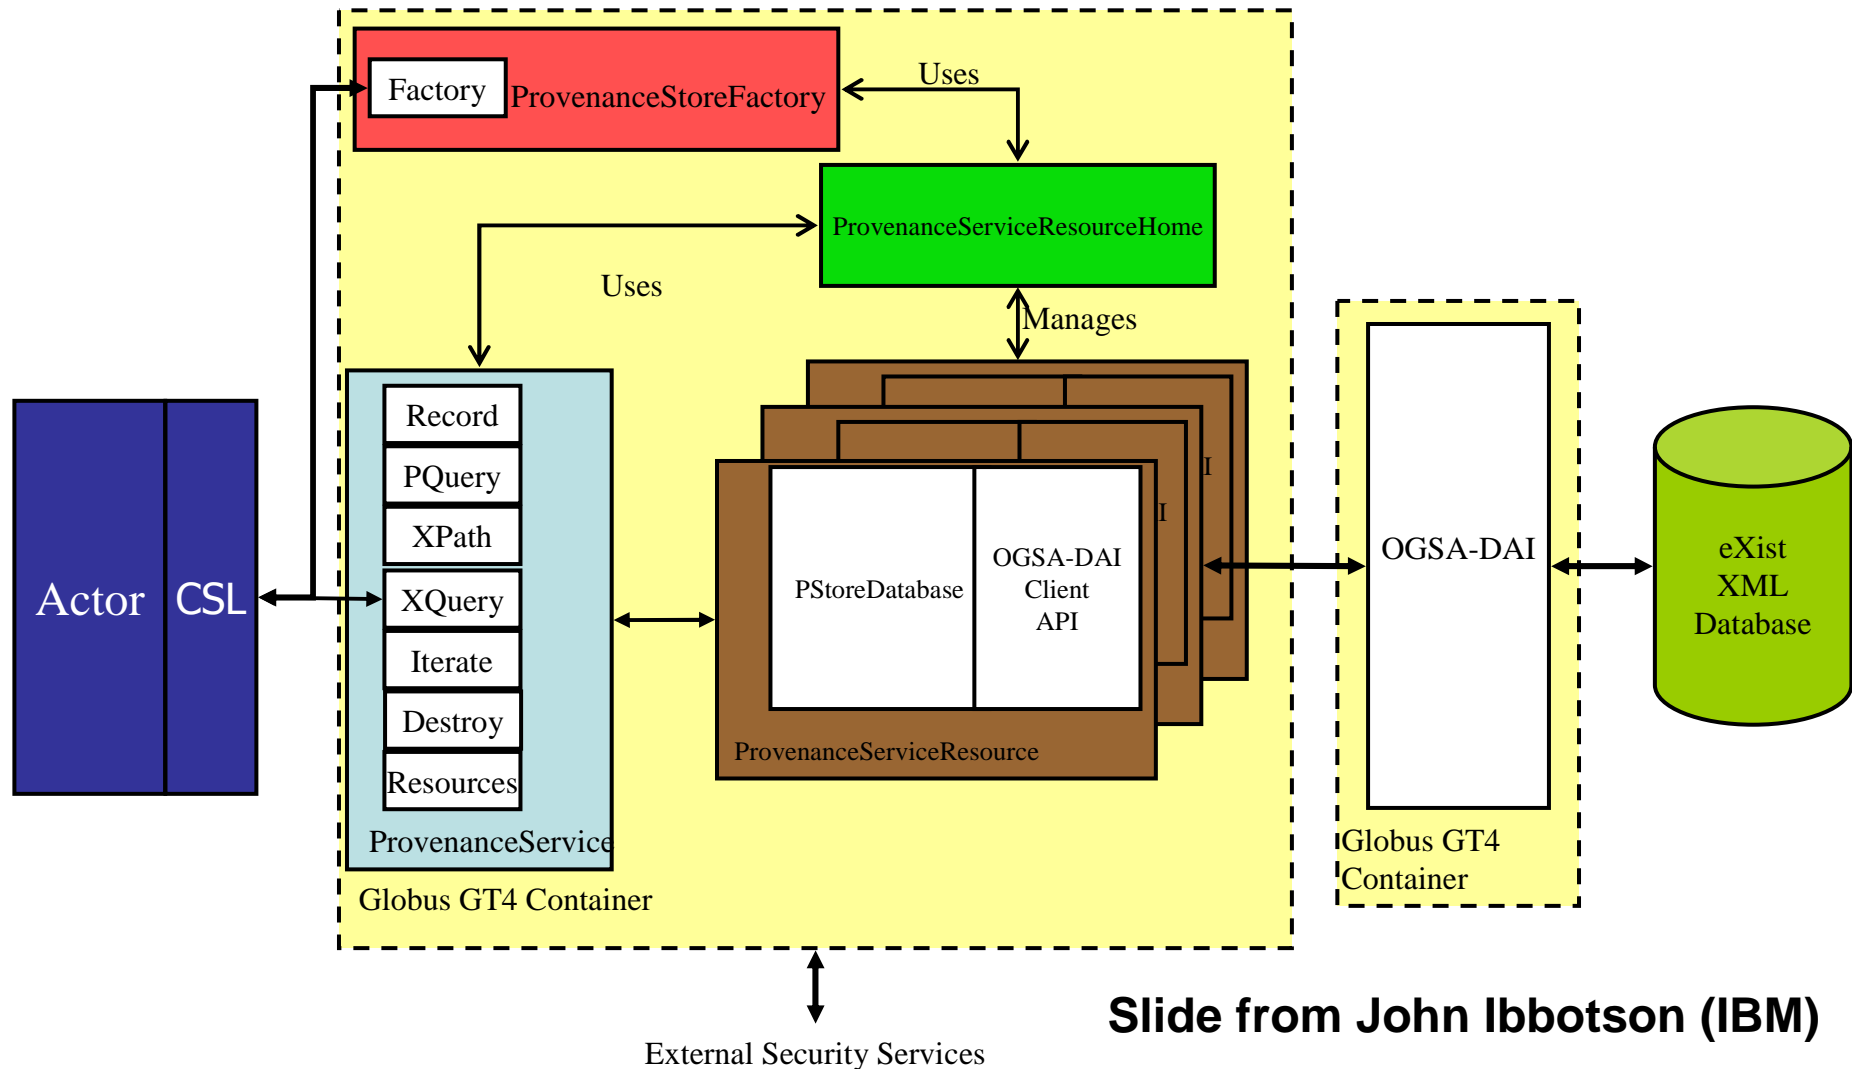 Factory
ProvenanceStoreFactory
Uses
ProvenanceServiceResourceHome
Uses
Manages
Actor
CSL
Record
PQuery
XPath
XQuery
Iterate
Destroy
Resources
ProvenanceService
Globus GT4 Container
I
I
PStoreDatabase
OGSA-DAI
Client
API
ProvenanceServiceResource
OGSA-DAI
Globus GT4
Container
eXist
XML
Database
External Security Services
Slide from John Ibbotson (IBM)